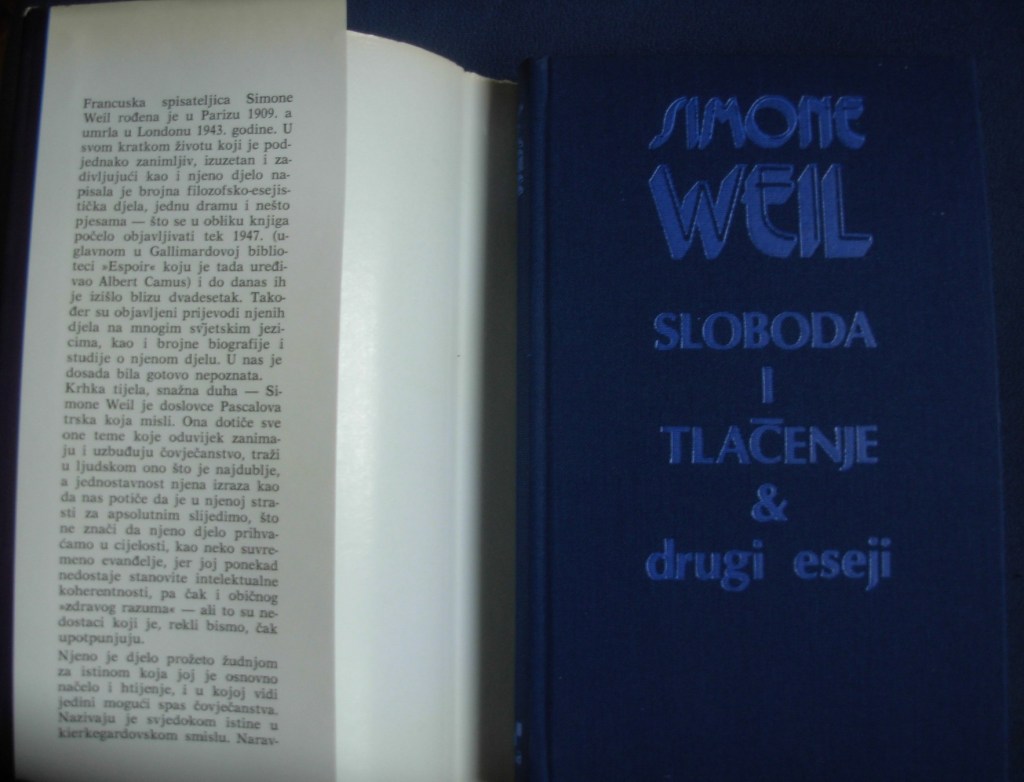 Francuska spisateljica Simone
Weil rođena je u Parizu 1909. a
umrla u Londonu 1943. godine. U
svom kratkom životu koji je pod-
jednako zanimljiv, izuzetan i za-
divljujući kao i njeno djelo na-
pisala je brojna filozofsko-esejis-
tička djela, jednu dramu i nešto
pjesama — što se u obliku knjiga
počelo objavljivati tek 1947. (u-
glavnom u Gallimardovoj biblio-
teci »Espoir« koju je tada uređi-
vao Albert Camus) i do danas ih
je izišlo blizu dvadesetak. Tako-
đer su objavljeni prijevodi njenih
djela na mnogim svjetskim jezi-
cima, kao i brojne biografije i
studije o njenom djelu. U nas je
dosada bila gotovo nepoznata.
Krhka tijela, snažna duha — Si-
mone Weil je doslovce Pascalova
trska koja misli. Ona dotiče sve
one teme koje oduvijek zanima-
ju i uzbuđuju čovječanstvo, traži
u ljudskom ono što je najdublje,
a jednostavnost njena izraza kao
da nas potiče da je u njenoj stra-
sti za apsolutnim slijedimo, što
ne znači da njeno djelo prihva-
ćamo u cijelosti, kao neko suvre-
meno evanđelje, jer joj ponekad
nedostaje stanovite intelektualne
koherentnosti, pa čak i običnog
»zdravog razuma« — ali to su ne-
dostaci koji je, rekli bismo, čak
upotpunjuju.
Njeno je djelo prožeto žudnjom
za istinom koja joj je osnovno
načelo i htijenje, i u kojoj vidi
jedini mogući spas čovječanstva.
Nazivaju je svjedokom istine u
kierkegardovskom smislu. Narav-
SIMONE
WEIL
SLOBODA
I
TLAČENJE
&
drugi eseji